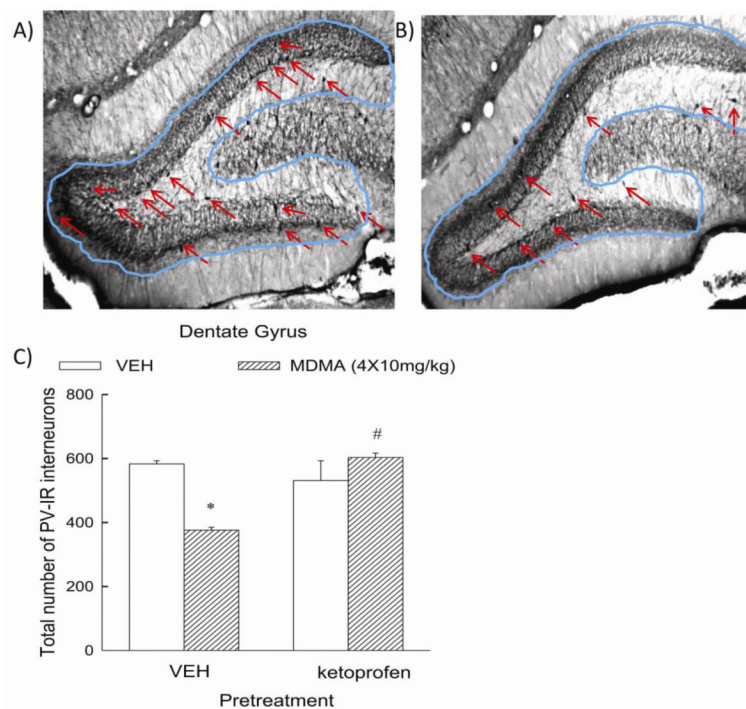 A)
B)
Dentate Gyrus
C)
VEH
MDMA (4X10mg/kg)
Total number of PV-IR interneurons
800
600
400
200
0
*
#
VEH
ketoprofen
Pretreatment